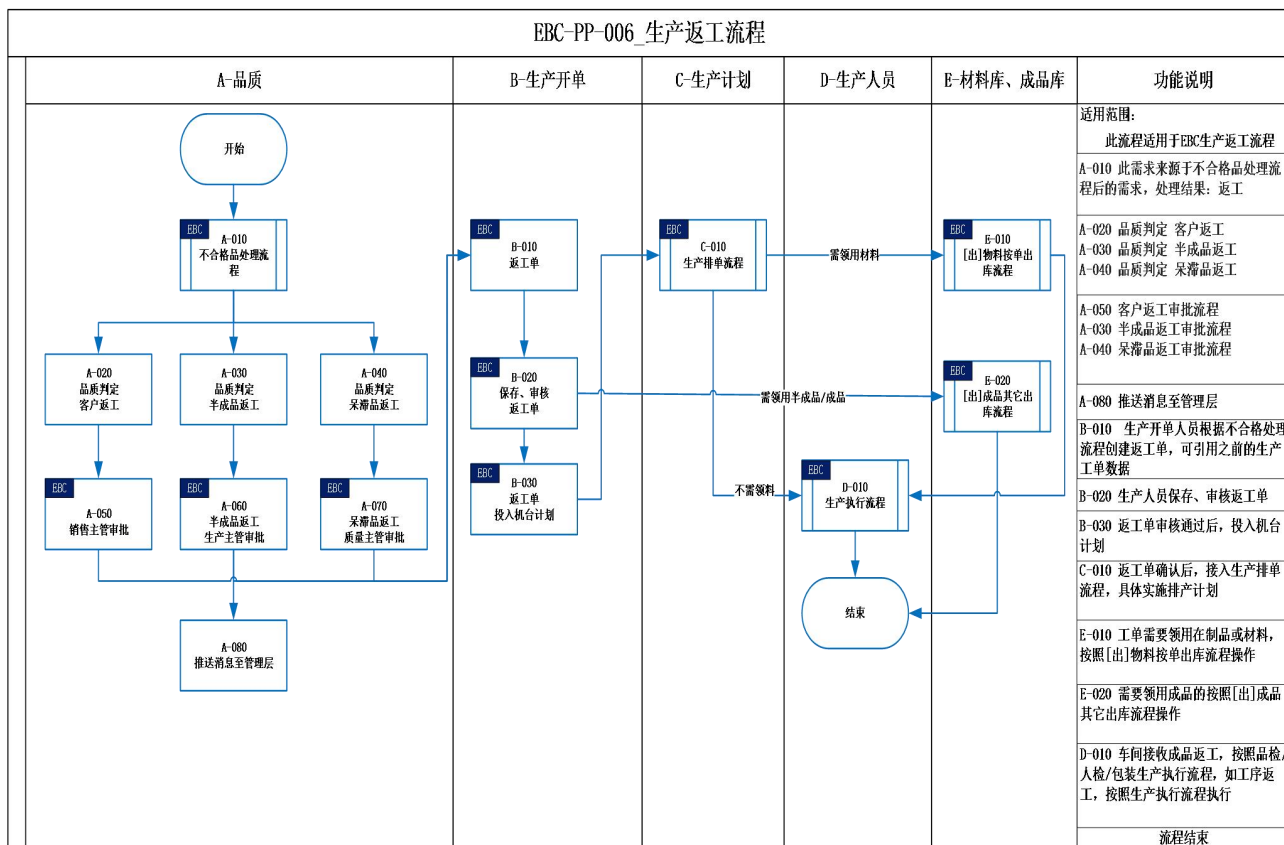 EBC-PP-006_生产返工流程
A-品质
B-生产开单
C-生产计划
D-生产人员
E-材料库、成品库
功能说明
开始
EBC
A-010
不合格品处理流
程
A-020
品质判定
客户返工
A-030
品质判定
半成品返工
A-040
品质判定
呆滞品返工
EBC
A-050
销售主管审批
EBC
A-060
半成品返工
生产主管审批
EBC
A-070
呆滞品返工
质量主管审批
A-080
推送消息至管理层
EBC
B-010
返工单
EBC
B-020
保存、审核
返工单
EBC
B-030
返工单
投入机台计划
EBC
C-010
生产排单流程
需领用材料
需领用半成品/成品
不需领料
EBC
D-010
生产执行流程
结束
EBC
E-010
[出]物料按单出
库流程
EBC
E-020
[出]成品其它出
库流程
适用范围：
此流程适用于EBC生产返工流程
A-010 此需求来源于不合格品处理流
程后的需求，处理结果：返工
A-020 品质判定 客户返工
A-030 品质判定 半成品返工
A-040 品质判定 呆滞品返工
A-050 客户返工审批流程
A-030 半成品返工审批流程
A-040 呆滞品返工审批流程
A-080 推送消息至管理层
B-010 生产开单人员根据不合格处理
流程创建返工单，可引用之前的生产
工单数据
B-020 生产人员保存、审核返工单
B-030 返工单审核通过后，投入机台
计划
C-010 返工单确认后，接入生产排单
流程，具体实施排产计划
E-010 工单需要领用在制品或材料，
按照[出]物料按单出库流程操作
E-020 需要领用成品的按照[出]成品
其它出库流程操作
D-010 车间接收成品返工，按照品检/
人检/包装生产执行流程，如工序返
工，按照生产执行流程执行
流程结束